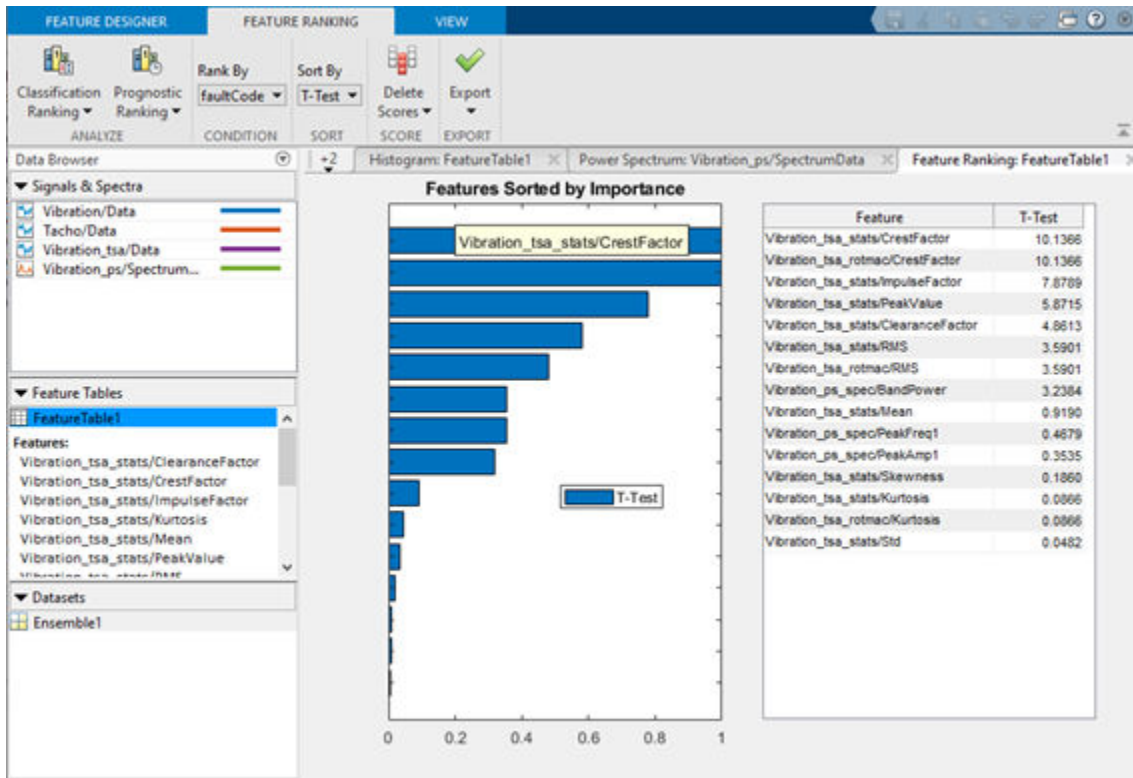 FEATURE DESIGNER FEATURE RANKING VIEW
Rank By Sort By
Classification Prognostic faultCode T-Test Delete Export
Ranking Ranking Scores
ANALYZE CONDITION SORT SCORE EXPORT
Data Browser
+2 Histogram: FeatureTable1 Power Spectrum: Vibration_ps/SpectrumData Feature Ranking: FeatureTable1
Signals & Spectra
Vibration/Data
Tacho/Data
Vibration_tsa/Data
Vibration_ps/Spectrum...
Feature Tables
FeatureTable1
Features:
Vibration_tsa_stats/ClearanceFactor
Vibration_tsa_stats/CrestFactor
Vibration_tsa_stats/ImpulseFactor
Vibration_tsa_stats/Kurtosis
Vibration_tsa_stats/Mean
Vibration_tsa_stats/PeakValue
Vibration_tsa_stats/RMS
Datasets
Ensemble1
Features Sorted by Importance
Vibration_tsa_stats/CrestFactor
T-Test
0 0.2 0.4 0.6 0.8 1
Feature T-Test
Vibration_tsa_stats/CrestFactor 10.1366
Vibration_tsa_rotmac/CrestFactor 10.1366
Vibration_tsa_stats/ImpulseFactor 7.8789
Vibration_tsa_stats/PeakValue 5.8715
Vibration_tsa_stats/ClearanceFactor 4.8613
Vibration_tsa_stats/RMS 3.5901
Vibration_tsa_rotmac/RMS 3.5901
Vibration_ps_spec/BandPower 3.2384
Vibration_tsa_stats/Mean 0.9190
Vibration_ps_spec/PeakFreq1 0.4679
Vibration_ps_spec/PeakAmp1 0.3535
Vibration_tsa_stats/Skewness 0.1860
Vibration_tsa_stats/Kurtosis 0.0866
Vibration_tsa_rotmac/Kurtosis 0.0866
Vibration_tsa_stats/Std 0.0482